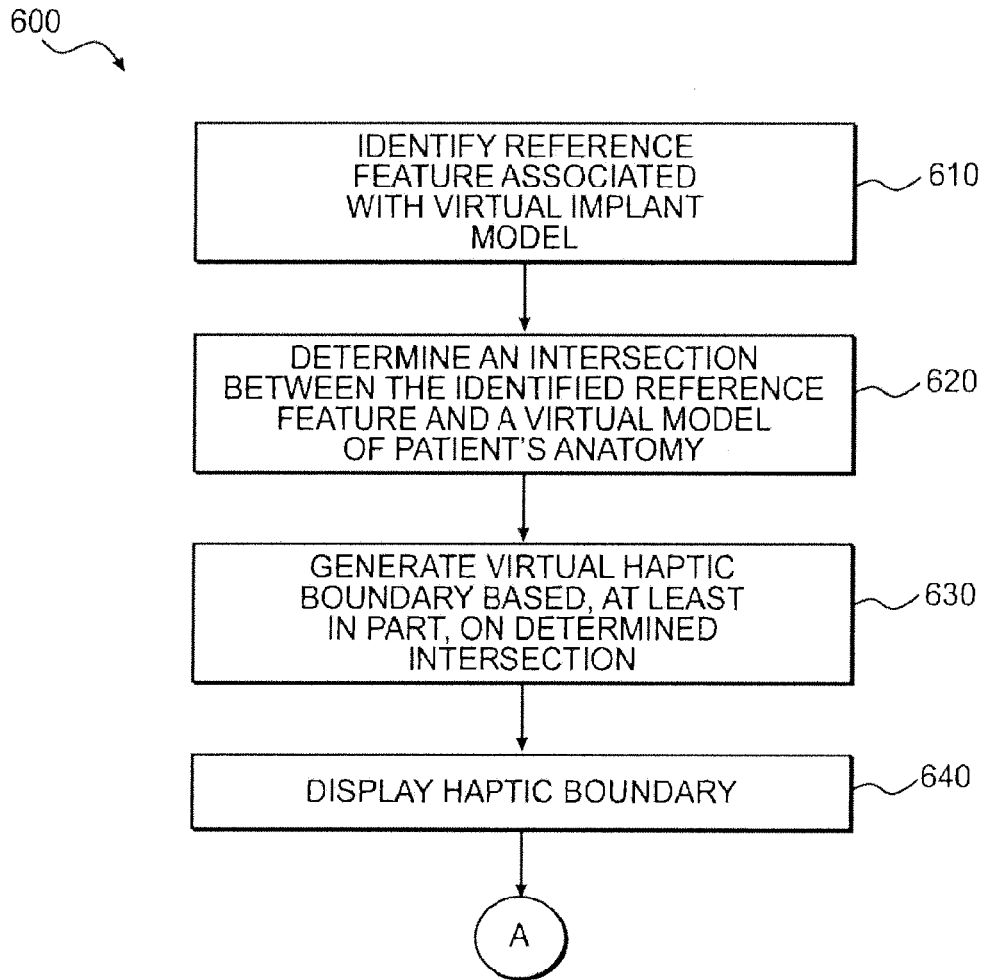 600
IDENTIFY REFERENCE
FEATURE ASSOCIATED
WITH VIRTUAL IMPLANT
MODEL
610
DETERMINE AN INTERSECTION
BETWEEN THE IDENTIFIED REFERENCE
FEATURE AND A VIRTUAL MODEL
OF PATIENT'S ANATOMY
620
GENERATE VIRTUAL HAPTIC
BOUNDARY BASED, AT LEAST
IN PART, ON DETERMINED
INTERSECTION
630
DISPLAY HAPTIC BOUNDARY
640
A